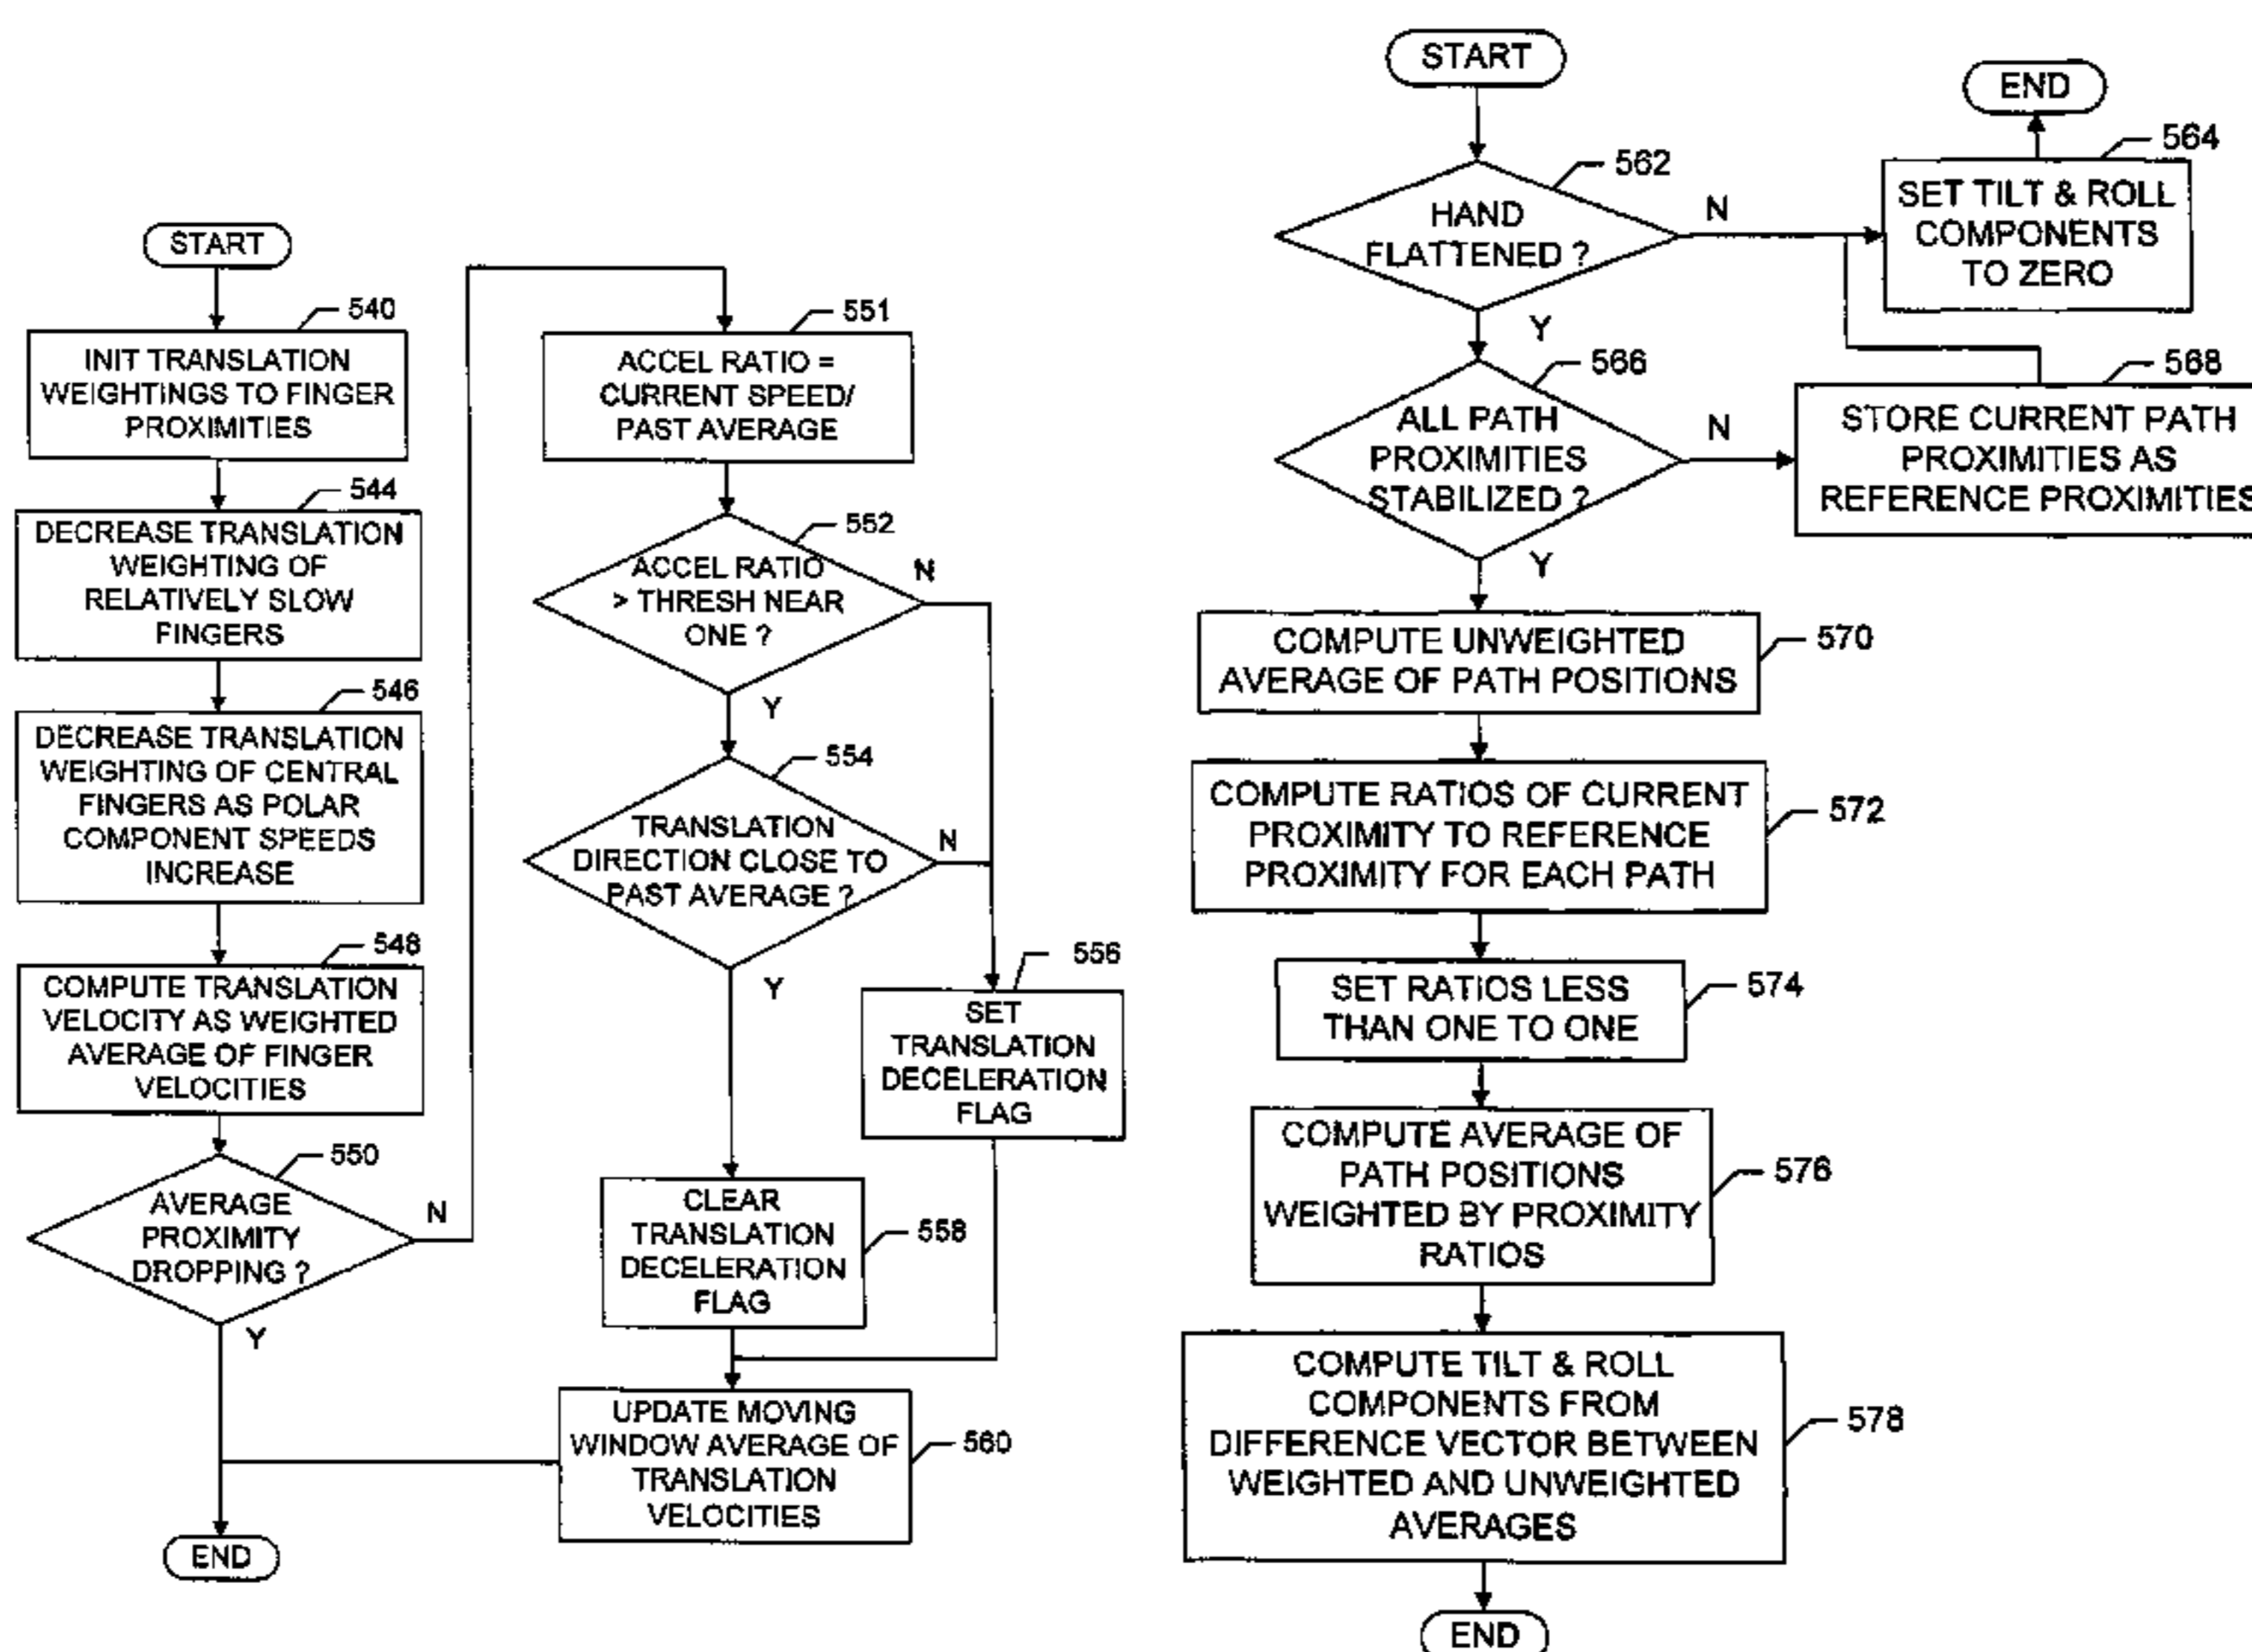 START
540
INIT TRANSLATION
WEIGHTINGS TO FINGER
PROXIMITIES
544
DECREASE TRANSLATION
WEIGHTING OF
RELATIVELY SLOW
FINGERS
546
DECREASE TRANSLATION
WEIGHTING OF CENTRAL
FINGERS AS POLAR
COMPONENT SPEEDS
INCREASE
548
COMPUTE TRANSLATION
VELOCITY AS WEIGHTED
AVERAGE OF FINGER
VELOCITIES
550
AVERAGE
PROXIMITY
DROPPING ?
N
Y
END
551
ACCEL RATIO =
CURRENT SPEED/
PAST AVERAGE
552
ACCEL RATIO
> THRESH NEAR
ONE ?
N
Y
554
TRANSLATION
DIRECTION CLOSE TO
PAST AVERAGE ?
N
Y
556
SET
TRANSLATION
DECELERATION
FLAG
558
CLEAR
TRANSLATION
DECELERATION
FLAG
560
UPDATE MOVING
WINDOW AVERAGE OF
TRANSLATION
VELOCITIES
START
562
HAND
FLATTENED ?
N
Y
END
564
SET TILT & ROLL
COMPONENTS
TO ZERO
566
ALL PATH
PROXIMITIES
STABILIZED ?
N
Y
568
STORE CURRENT PATH
PROXIMITIES AS
REFERENCE PROXIMITIES
570
COMPUTE UNWEIGHTED
AVERAGE OF PATH POSITIONS
572
COMPUTE RATIOS OF CURRENT
PROXIMITY TO REFERENCE
PROXIMITY FOR EACH PATH
574
SET RATIOS LESS
THAN ONE TO ONE
576
COMPUTE AVERAGE OF
PATH POSITIONS
WEIGHTED BY PROXIMITY
RATIOS
578
COMPUTE TILT & ROLL
COMPONENTS FROM
DIFFERENCE VECTOR BETWEEN
WEIGHTED AND UNWEIGHTED
AVERAGES
END